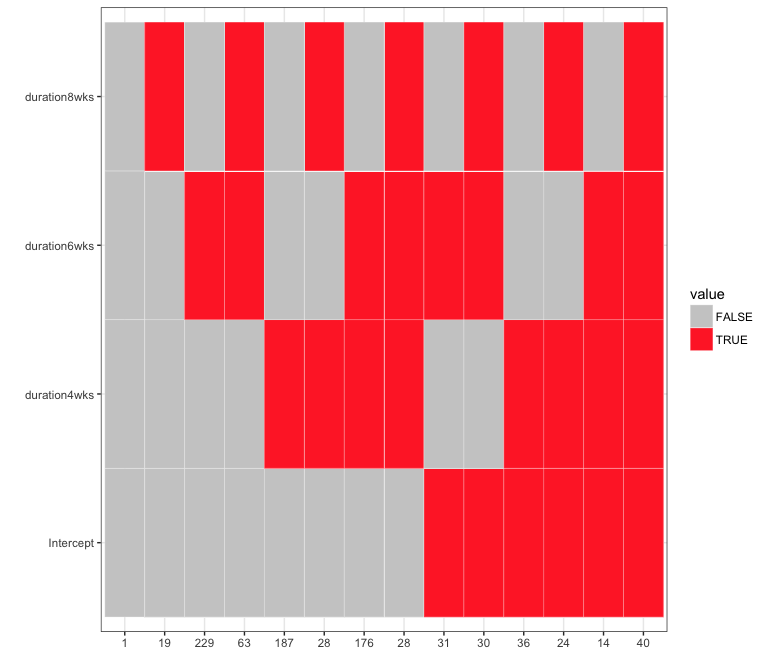 duration8wks
duration6wks
duration4wks
Intercept
1 19 229 63 187 28 176 28 31 30 36 24 14 40
value
FALSE
TRUE